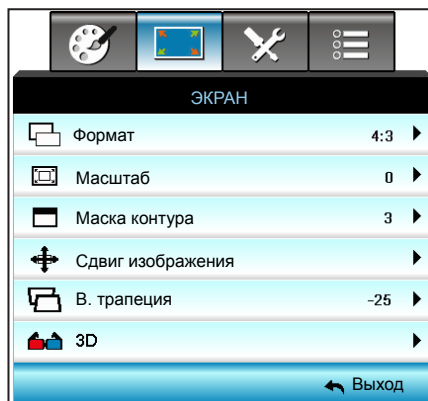 ЭКРАН
Формат 4:3
Масштаб 0
Маска контура 3
Сдвиг изображения
В. трапеция -25
3D
Выход